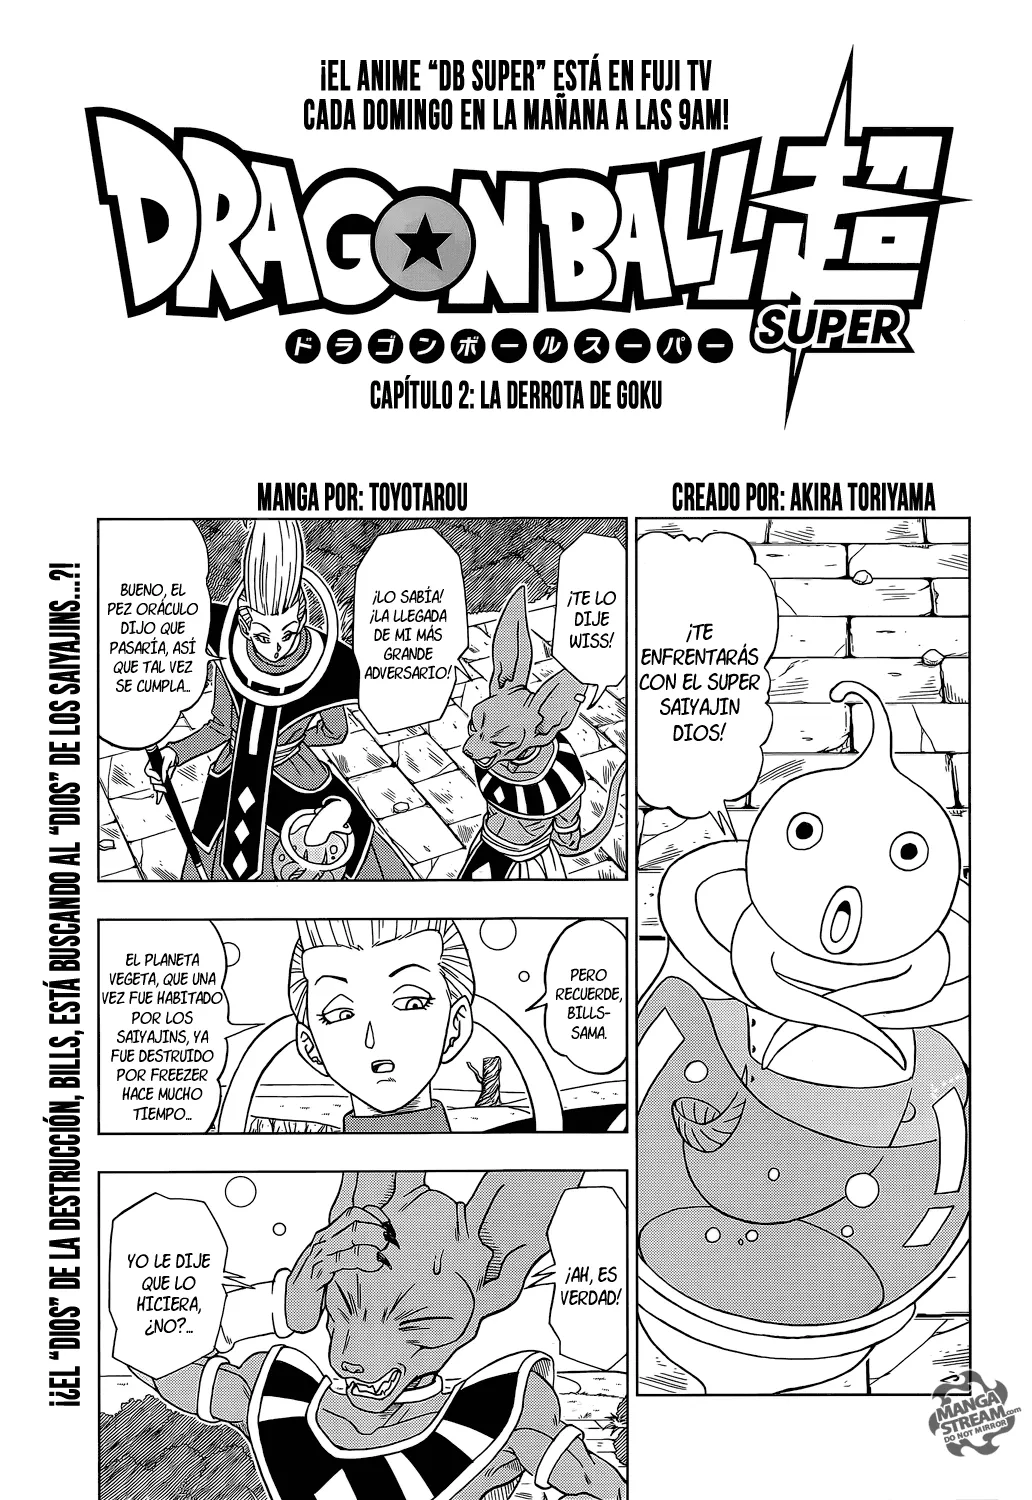 ¡EL ANIME “DB SUPER” ESTÁ EN FUJI TV
CADA DOMINGO EN LA MAÑANA A LAS 9AM!
DRAGON BALL 超
SUPER
ドラゴンボールスーパー
CAPÍTULO 2: LA DERROTA DE GOKU
MANGA POR: TOYOTAROU
CREADO POR: AKIRA TORIYAMA
¡¡EL “DIOS” DE LA DESTRUCCIÓN, BILLS, ESTÁ BUSCANDO AL “DIOS” DE LOS SAIYAJINS...?!
¡TE
ENFRENTARÁS
CON EL SUPER
SAIYAJIN
DIOS!
¡TE LO
DIJE
WISS!
¡LO SABÍA!
¡LA LLEGADA
DE MI MÁS
GRANDE
ADVERSARIO!
BUENO, EL
PEZ ORÁCULO
DIJO QUE
PASARÍA, ASÍ
QUE TAL VEZ
SE CUMPLA...
PERO
RECUERDE,
BILLS-
SAMA.
EL PLANETA
VEGETA, QUE UNA
VEZ FUE HABITADO
POR LOS
SAIYAJINS, YA
FUE DESTRUIDO
POR FREEZER
HACE MUCHO
TIEMPO...
¡AH, ES
VERDAD!
YO LE DIJE
QUE LO
HICIERA,
¿NO?...
MANGA
STREAM.com
DO NOT MIRROR